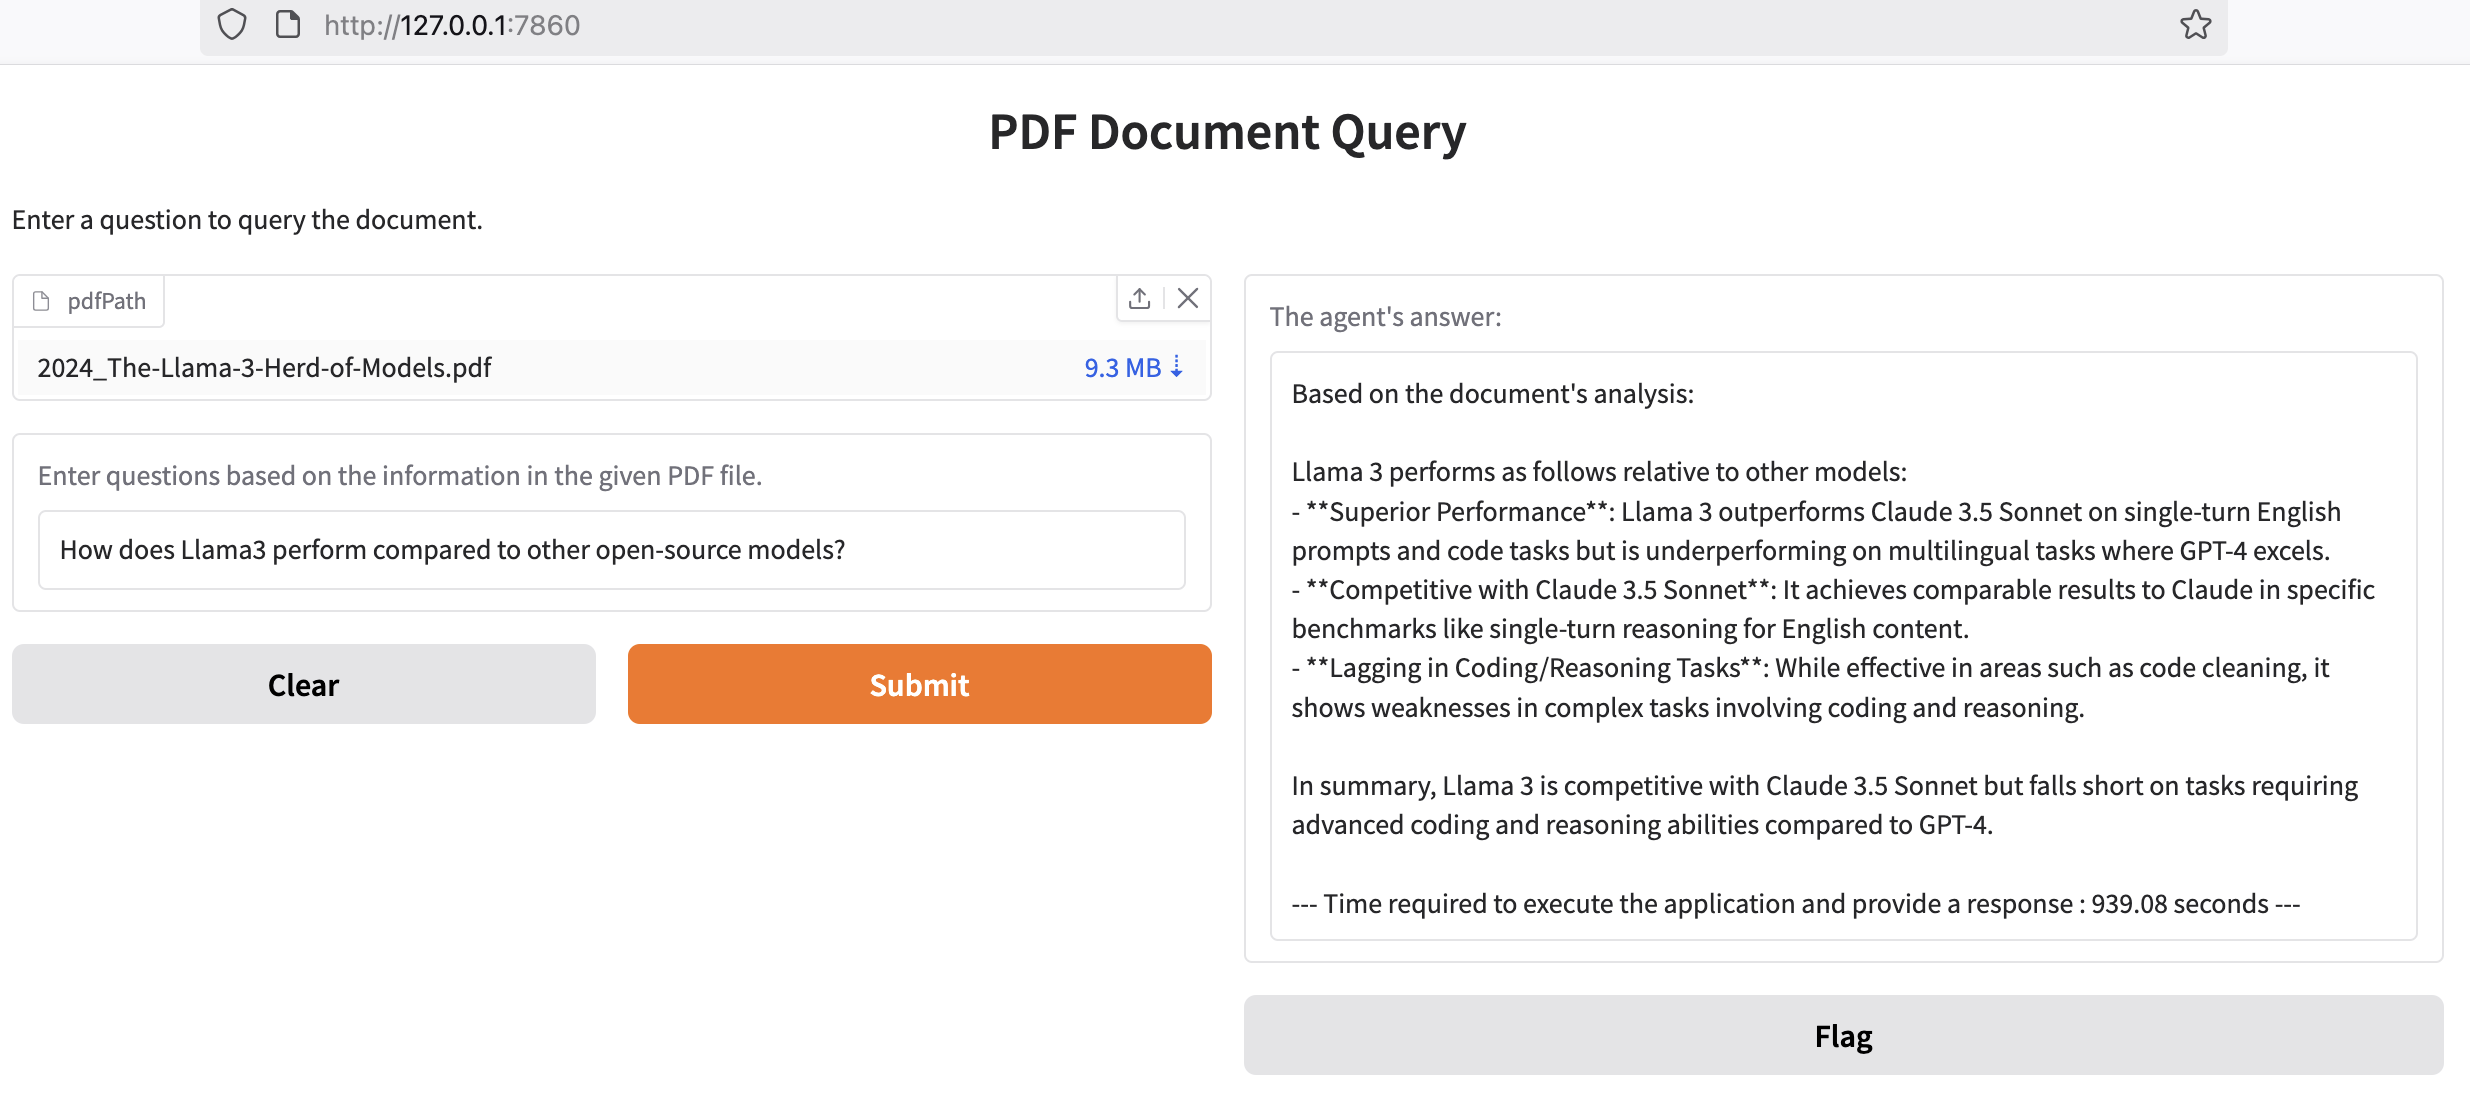 http://127.0.0.1:7860
PDF Document Query
Enter a question to query the document.
pdfPath
2024_The-Llama-3-Herd-of-Models.pdf
9.3 MB ⇣
Enter questions based on the information in the given PDF file.
How does Llama3 perform compared to other open-source models?
Clear
Submit
The agent's answer:
Based on the document's analysis:
Llama 3 performs as follows relative to other models:
- **Superior Performance**: Llama 3 outperforms Claude 3.5 Sonnet on single-turn English
prompts and code tasks but is underperforming on multilingual tasks where GPT-4 excels.
- **Competitive with Claude 3.5 Sonnet**: It achieves comparable results to Claude in specific
benchmarks like single-turn reasoning for English content.
- **Lagging in Coding/Reasoning Tasks**: While effective in areas such as code cleaning, it
shows weaknesses in complex tasks involving coding and reasoning.
In summary, Llama 3 is competitive with Claude 3.5 Sonnet but falls short on tasks requiring
advanced coding and reasoning abilities compared to GPT-4.
--- Time required to execute the application and provide a response : 939.08 seconds ---
Flag